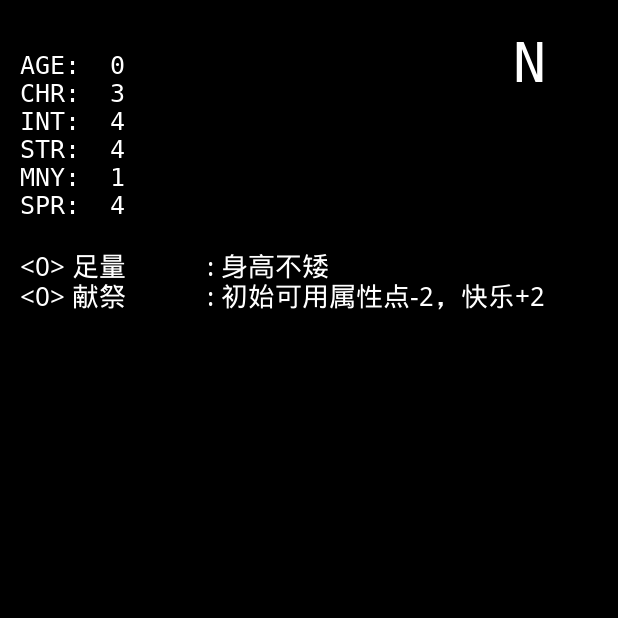 N
AGE: 0
CHR: 3
INT: 4
STR: 4
MNY: 1
SPR: 4
<O> 足量 : 身高不矮
<O> 献祭 : 初始可用属性点-2，快乐+2